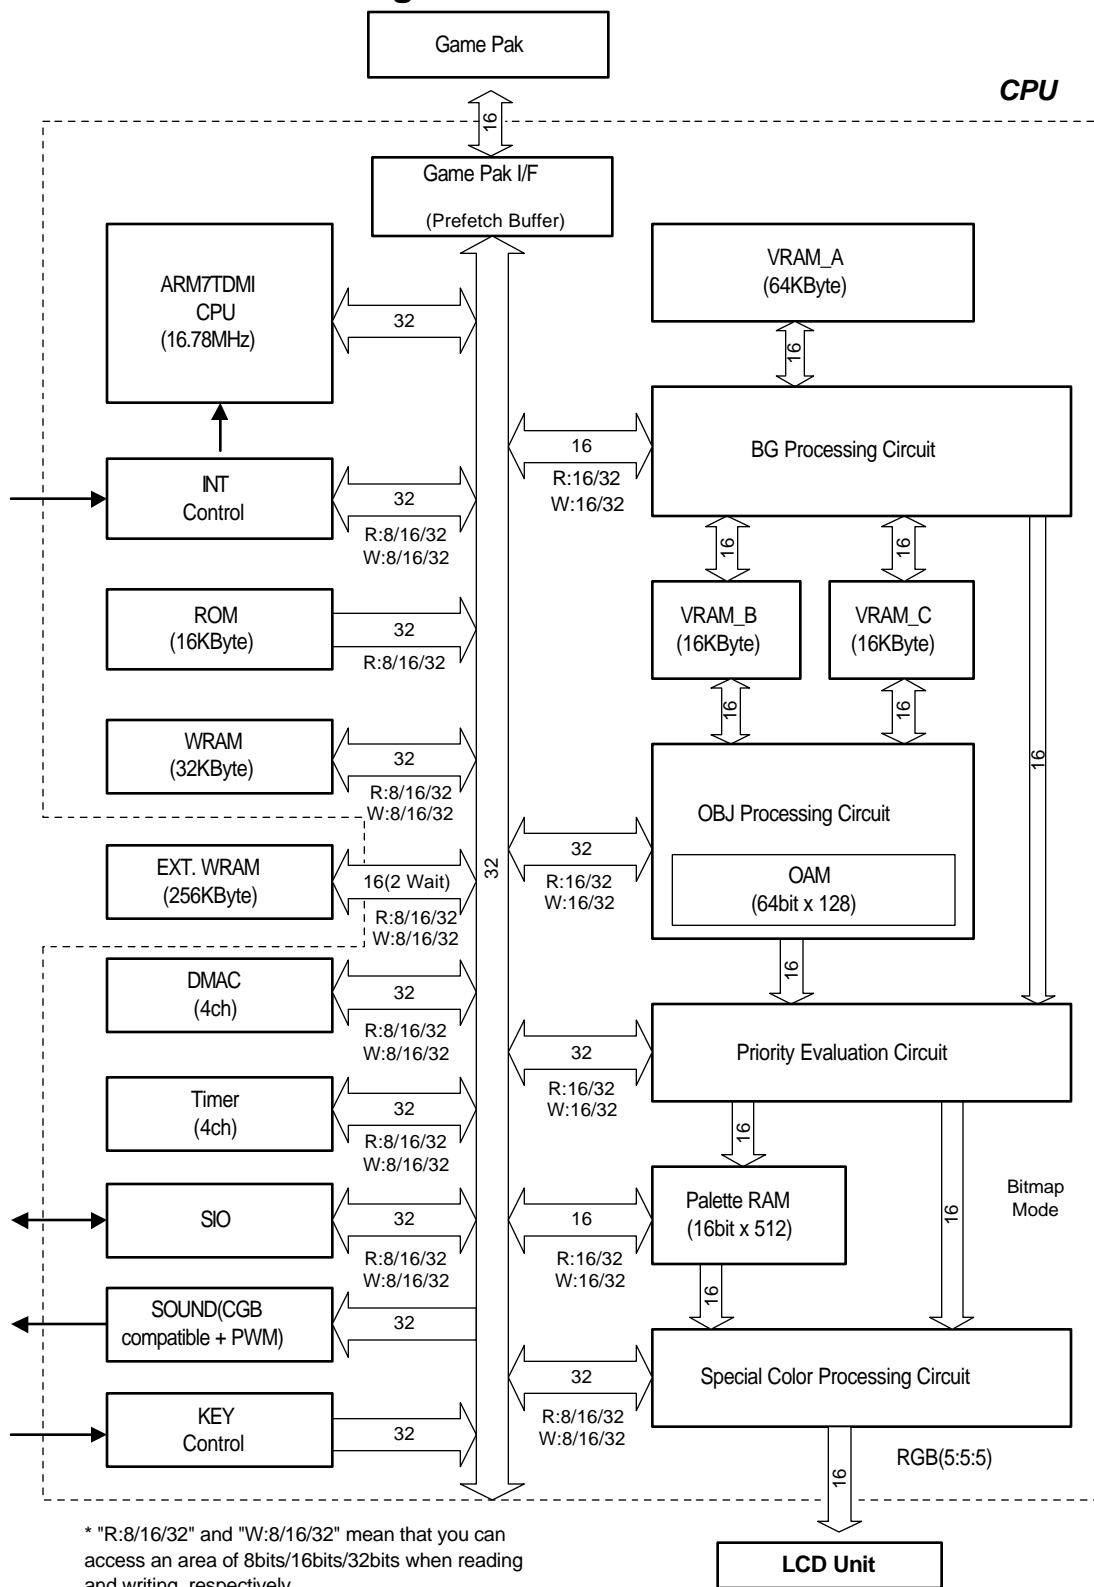 Game Pak
CPU
16
Game Pak I/F
(Prefetch Buffer)
ARM7TDMI
CPU
(16.78MHz)
32
VRAM_A
(64KByte)
16
16
R:16/32
W:16/32
BG Processing Circuit
INT
Control
32
R:8/16/32
W:8/16/32
16
16
ROM
(16KByte)
32
R:8/16/32
VRAM_B
(16KByte)
VRAM_C
(16KByte)
16
16
WRAM
(32KByte)
32
R:8/16/32
W:8/16/32
16
OBJ Processing Circuit
32
R:16/32
W:16/32
OAM
(64bit x 128)
EXT. WRAM
(256KByte)
16(2 Wait)
R:8/16/32
W:8/16/32
32
16
DMAC
(4ch)
32
R:8/16/32
W:8/16/32
32
R:16/32
W:16/32
Priority Evaluation Circuit
Timer
(4ch)
32
R:8/16/32
W:8/16/32
16
16
Bitmap
Mode
SIO
32
R:8/16/32
W:8/16/32
16
R:16/32
W:16/32
Palette RAM
(16bit x 512)
16
SOUND(CGB
compatible + PWM)
32
32
R:8/16/32
W:8/16/32
Special Color Processing Circuit
KEY
Control
32
16
RGB(5:5:5)
LCD Unit
* "R:8/16/32" and "W:8/16/32" mean that you can
access an area of 8bits/16bits/32bits when reading
and writing, respectively